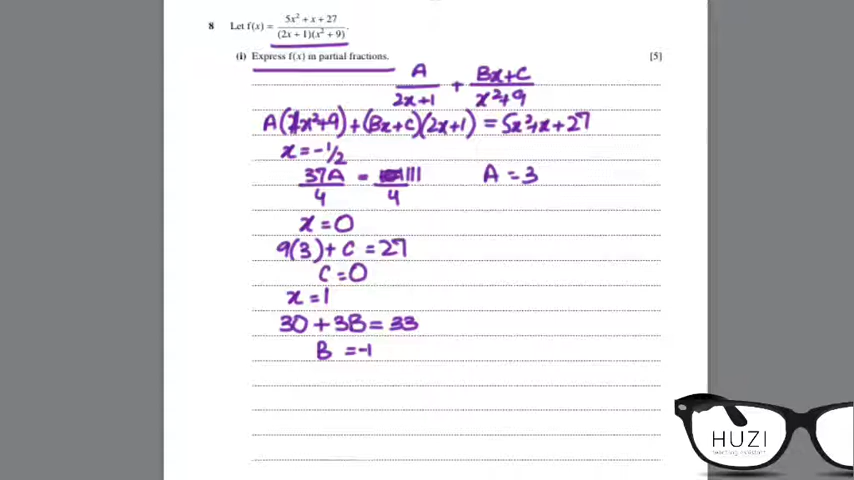 8 Let f(x) = 5x² + x + 27 / (2x + 1)(x² + 9).
(i) Express f(x) in partial fractions. [5]
A / 2x+1 + Bx+C / x²+9
A(x²+9)+(Bx+C)(2x+1) = 5x²+x+27
x = -1/2
37A / 4 = 111 / 4 A = 3
x = 0
9(3)+ C = 27
C = 0
x = 1
30 + 3B = 33
B = -1
HUZI